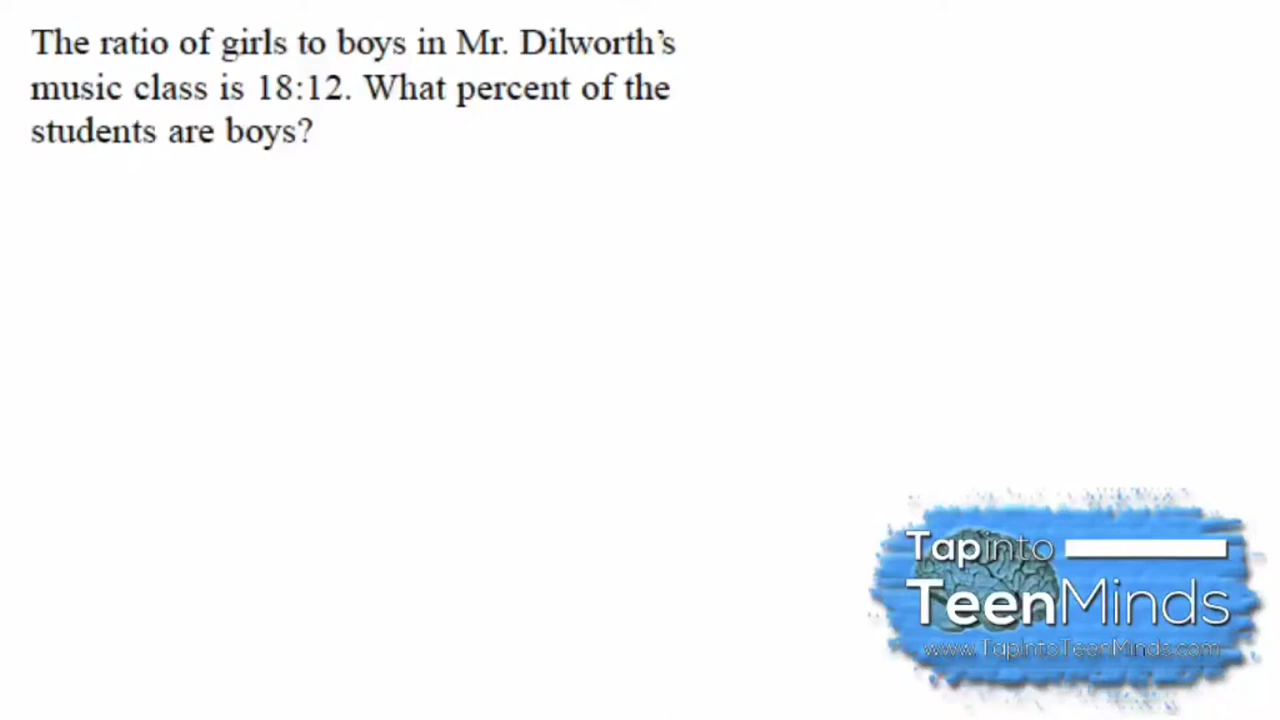 The ratio of girls to boys in Mr. Dilworth's
music class is 18:12. What percent of the
students are boys?
Tap into
TeenMinds
www.TapIntoTeenMinds.com